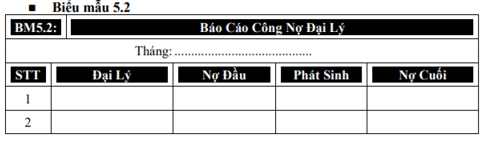 ▪ Biểu mẫu 5.2
BM5.2: Báo Cáo Công Nợ Đại Lý
Tháng: ..........................................
STT Đại Lý Nợ Đầu Phát Sinh Nợ Cuối
1
2